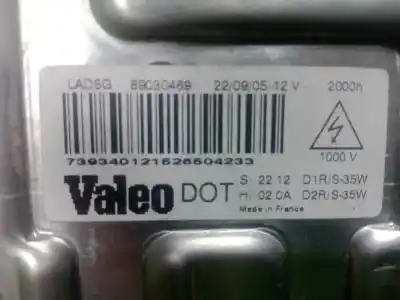 LAD5G 89030469 22/09/05 12 V 2000h
739340121526504233
1000 V
Valeo DOT S: 22.12 D1R/S-35W
H: 02.0A D2R/S-35W
Made in France